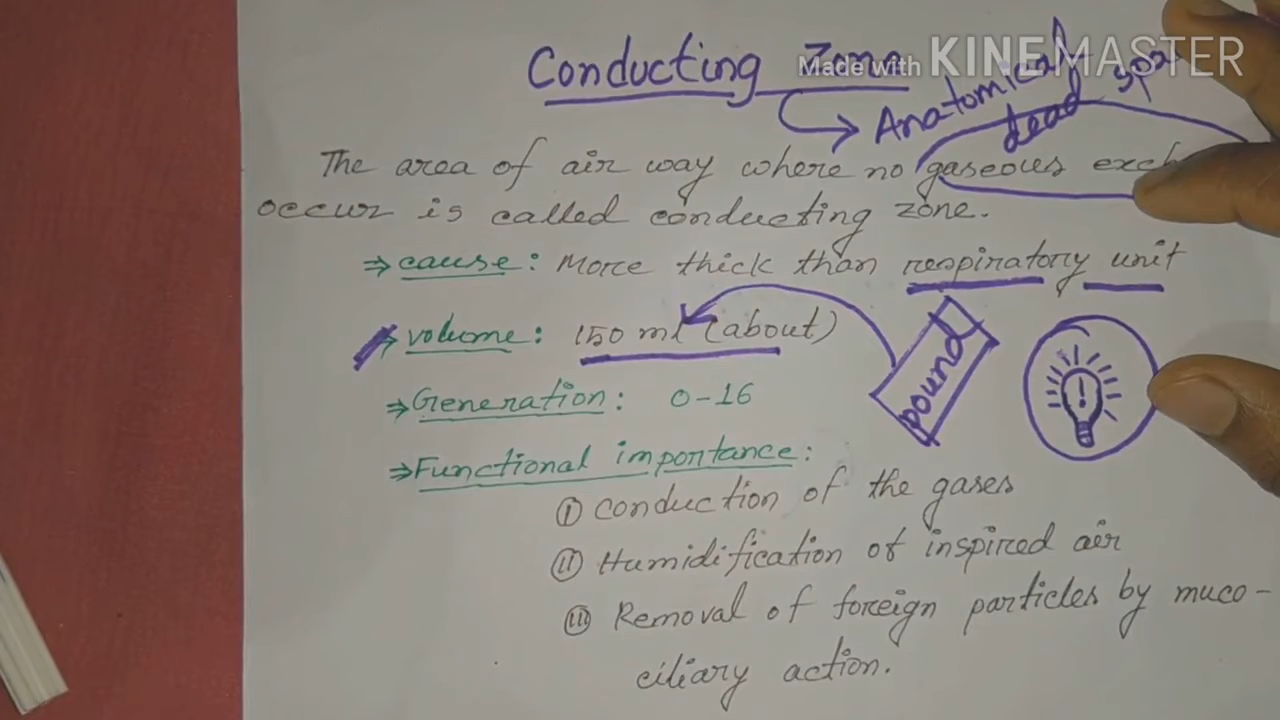 Conducting Zone
Made with KINEMASTER
Anatomical
dead spa
The area of air way where no gaseous exch
occur is called conducting zone.
⇒ cause: More thick than respiratory unit
⇒ volume: 150 ml (about)
pound
⇒ Generation: 0-16
⇒ Functional importance:
(i) conduction of the gases
(ii) Humidification of inspired air
(iii) Removal of foreign particles by muco-
ciliary action.